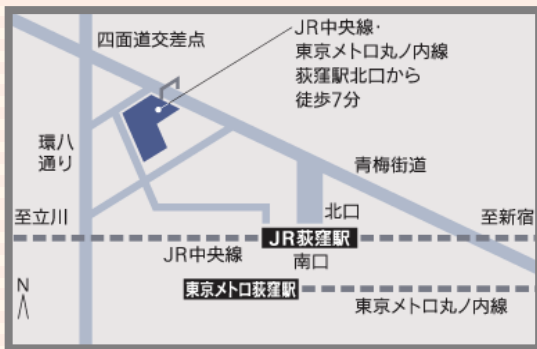 四面道交差点
JR中央線・
東京メトロ丸ノ内線
荻窪駅北口から
徒歩7分
環八
通り
青梅街道
北口
至立川
至新宿
JR荻窪駅
JR中央線
南口
N
東京メトロ荻窪駅
東京メトロ丸ノ内線